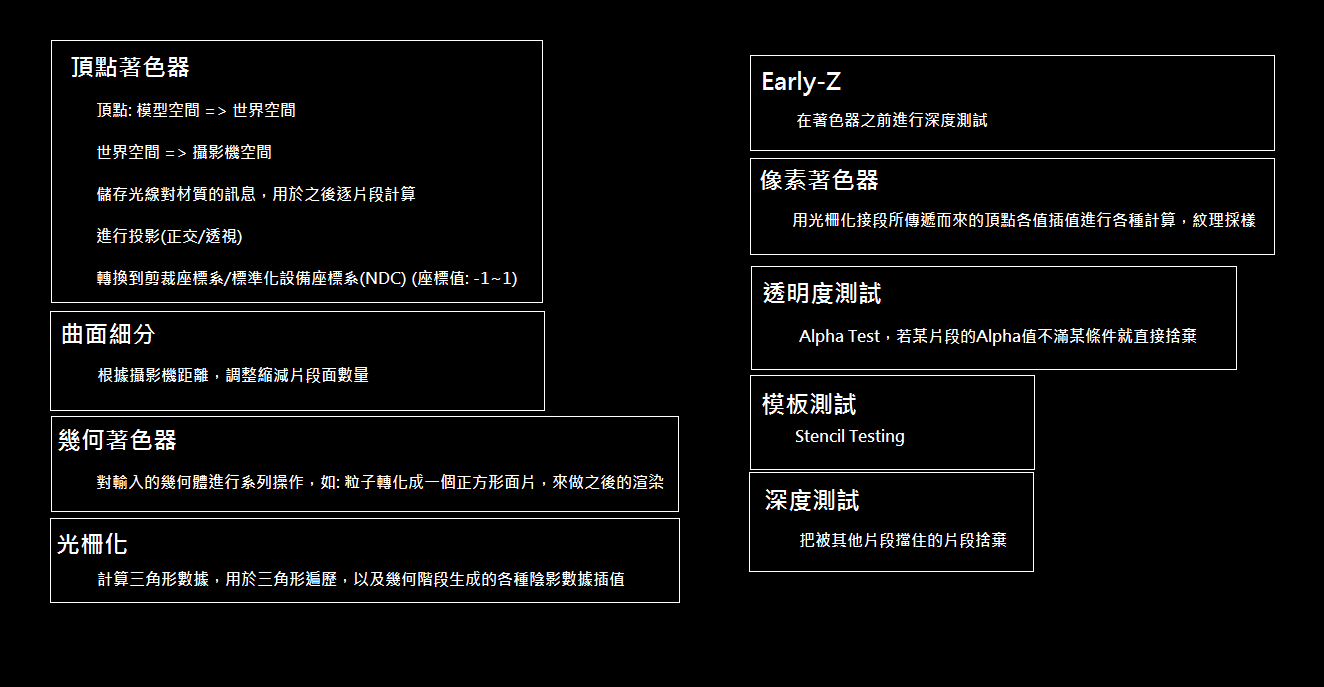 頂點著色器
頂點: 模型空間 => 世界空間
世界空間 => 攝影機空間
儲存光線對材質的訊息，用於之後逐片段計算
進行投影(正交/透視)
轉換到剪裁座標系/標準化設備座標系(NDC) (座標值: -1~1)
曲面細分
根據攝影機距離，調整縮減片段面數量
幾何著色器
對輸入的幾何體進行系列操作，如: 粒子轉化成一個正方形面片，來做之後的渲染
光柵化
計算三角形數據，用於三角形遍歷，以及幾何階段生成的各種陰影數據插值
Early-Z
在著色器之前進行深度測試
像素著色器
用光柵化接段所傳遞而來的頂點各值插值進行各種計算，紋理採樣
透明度測試
Alpha Test，若某片段的Alpha值不滿某條件就直接捨棄
模板測試
Stencil Testing
深度測試
把被其他片段擋住的片段捨棄